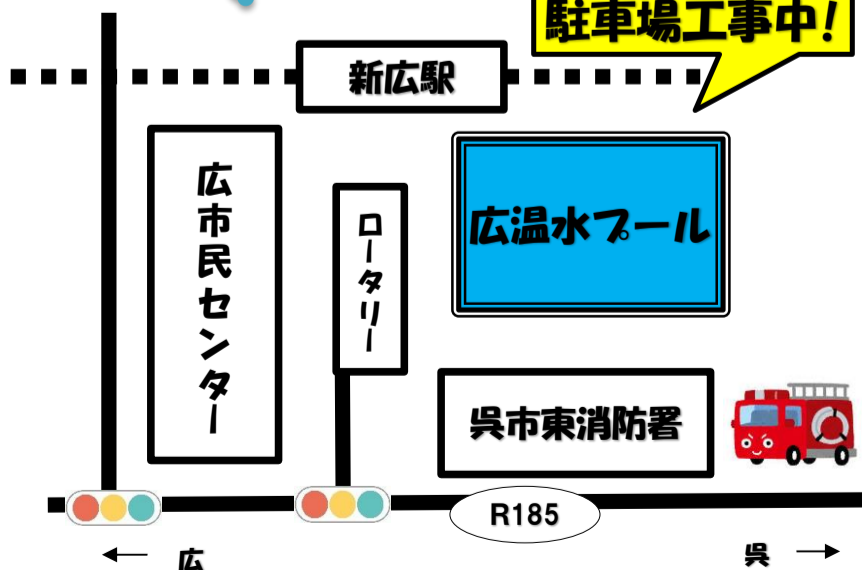 駐車場工事中!
新広駅
広市民センター
ロータリー
広温水プール
呉市東消防署
R185
← 広
呉 →